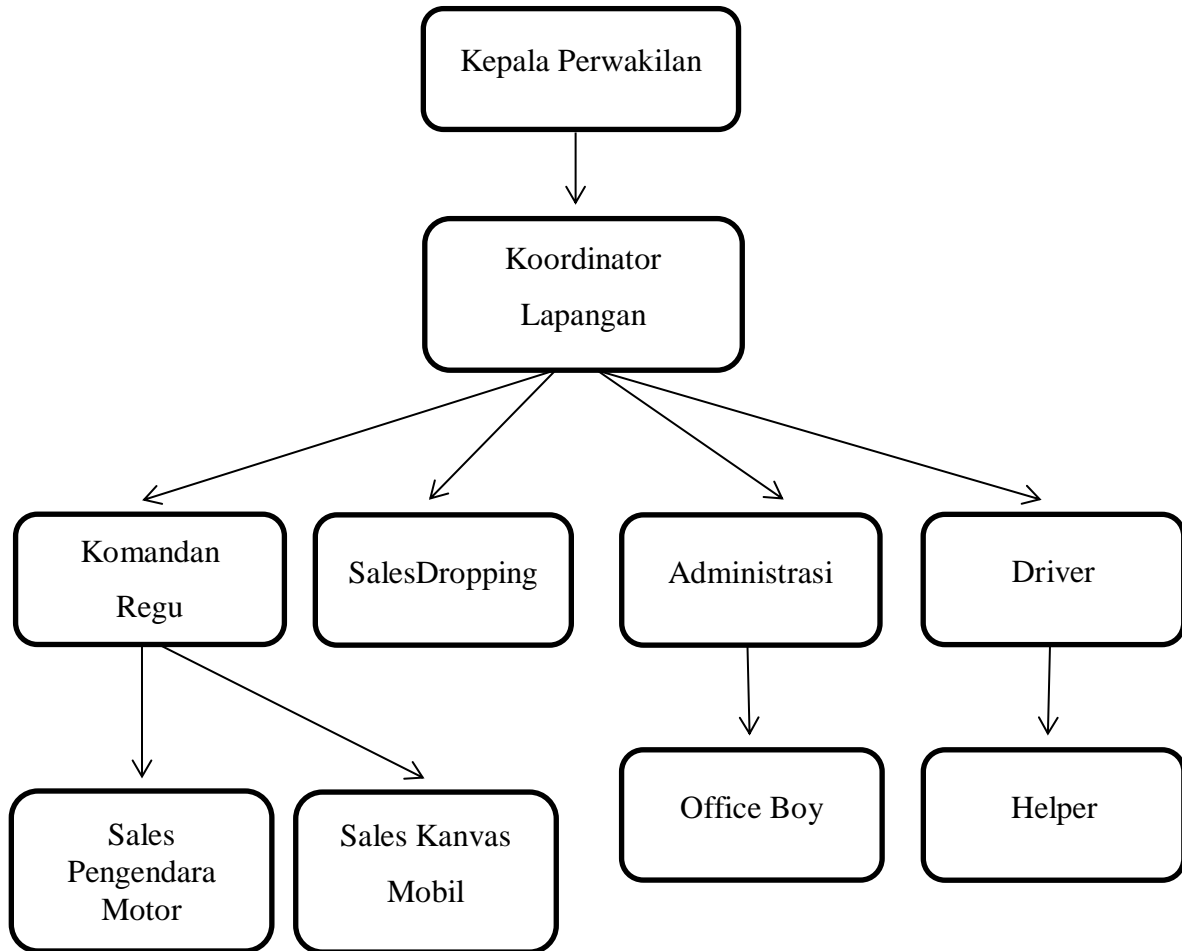 Kepala Perwakilan
Koordinator
Lapangan
Komandan
Regu
SalesDropping
Administrasi
Driver
Sales
Pengendara
Motor
Sales Kanvas
Mobil
Office Boy
Helper